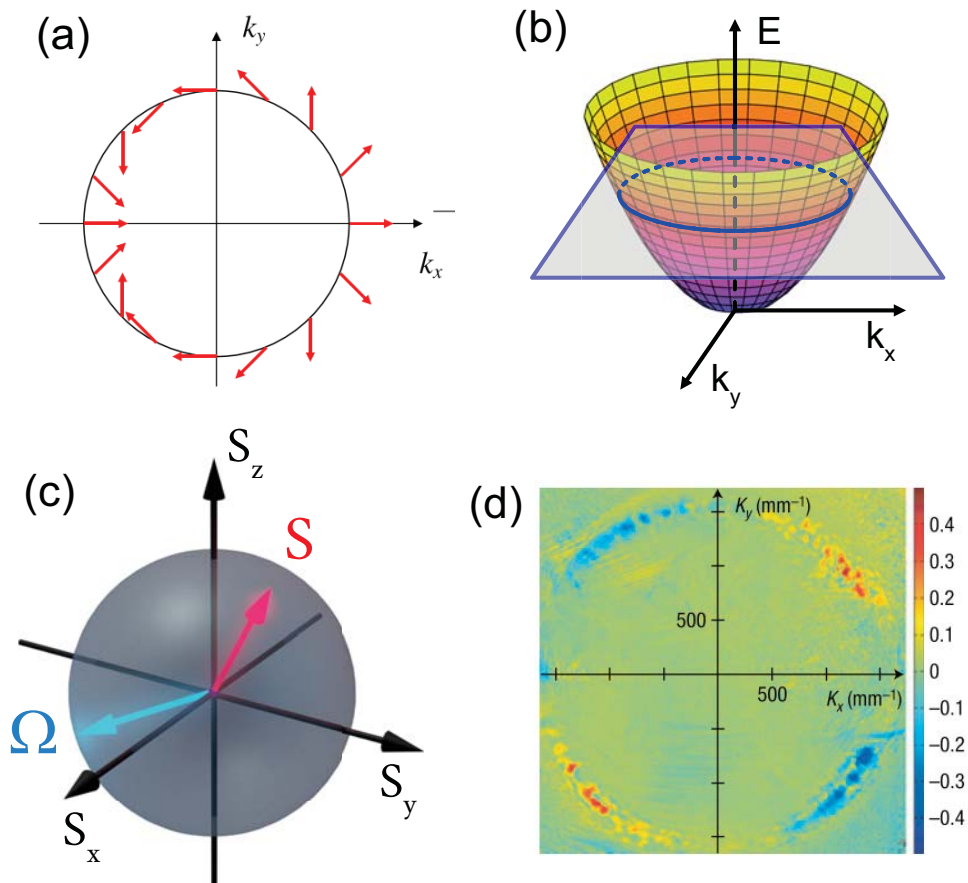 (a)
k_y
k_x
(b)
E
k_x
k_y
(c)
S_z
S
Ω
S_x
S_y
(d)
K_y (mm⁻¹)
500
500
K_x (mm⁻¹)
0.4
0.3
0.2
0.1
0
−0.1
−0.2
−0.3
−0.4